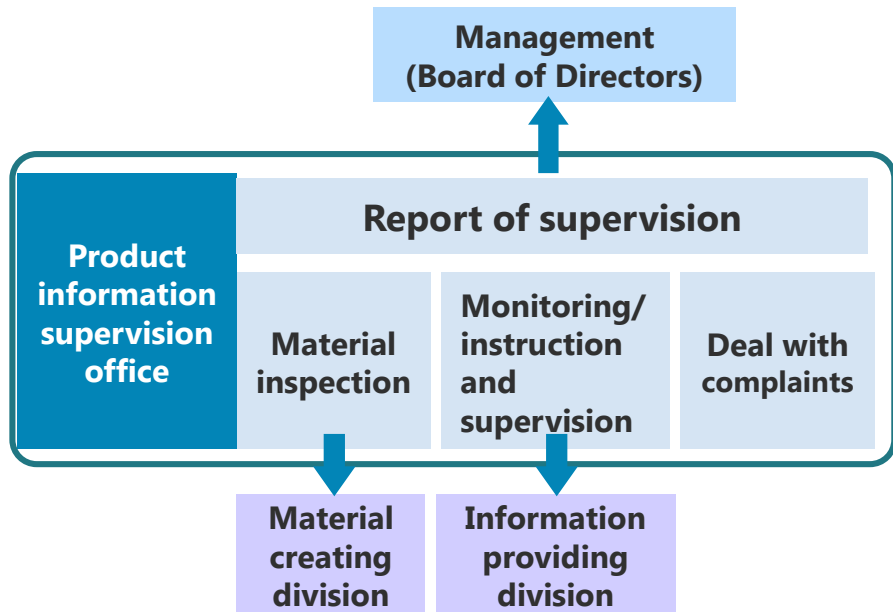 Management
(Board of Directors)
Report of supervision
Product
information
supervision
office
Material
inspection
Monitoring/
instruction
and
supervision
Deal with
complaints
Material
creating
division
Information
providing
division